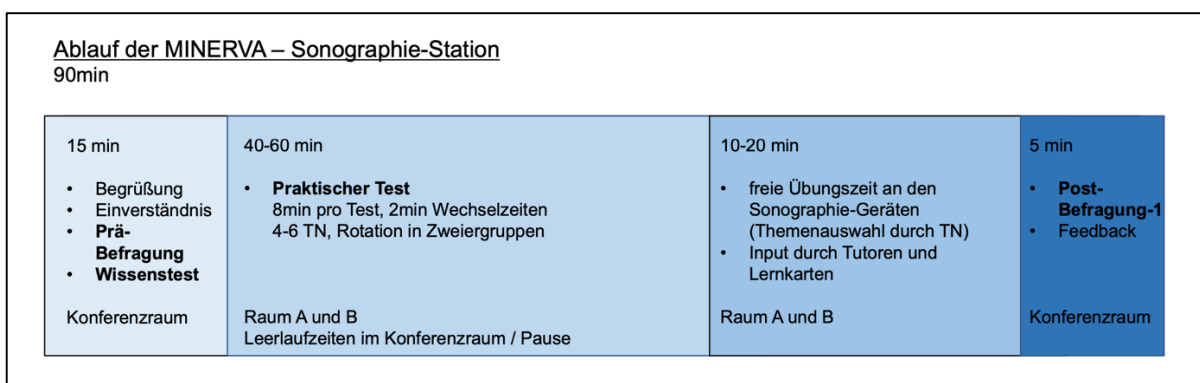 Ablauf der MINERVA – Sonographie-Station
90min
15 min
• Begrüßung
• Einverständnis
• Prä-
Befragung
• Wissenstest
Konferenzraum
40-60 min
• Praktischer Test
8min pro Test, 2min Wechselzeiten
4-6 TN, Rotation in Zweiergruppen
Raum A und B
Leerlaufzeiten im Konferenzraum / Pause
10-20 min
• freie Übungszeit an den
Sonographie-Geräten
(Themenauswahl durch TN)
• Input durch Tutoren und
Lernkarten
Raum A und B
5 min
• Post-
Befragung-1
• Feedback
Konferenzraum